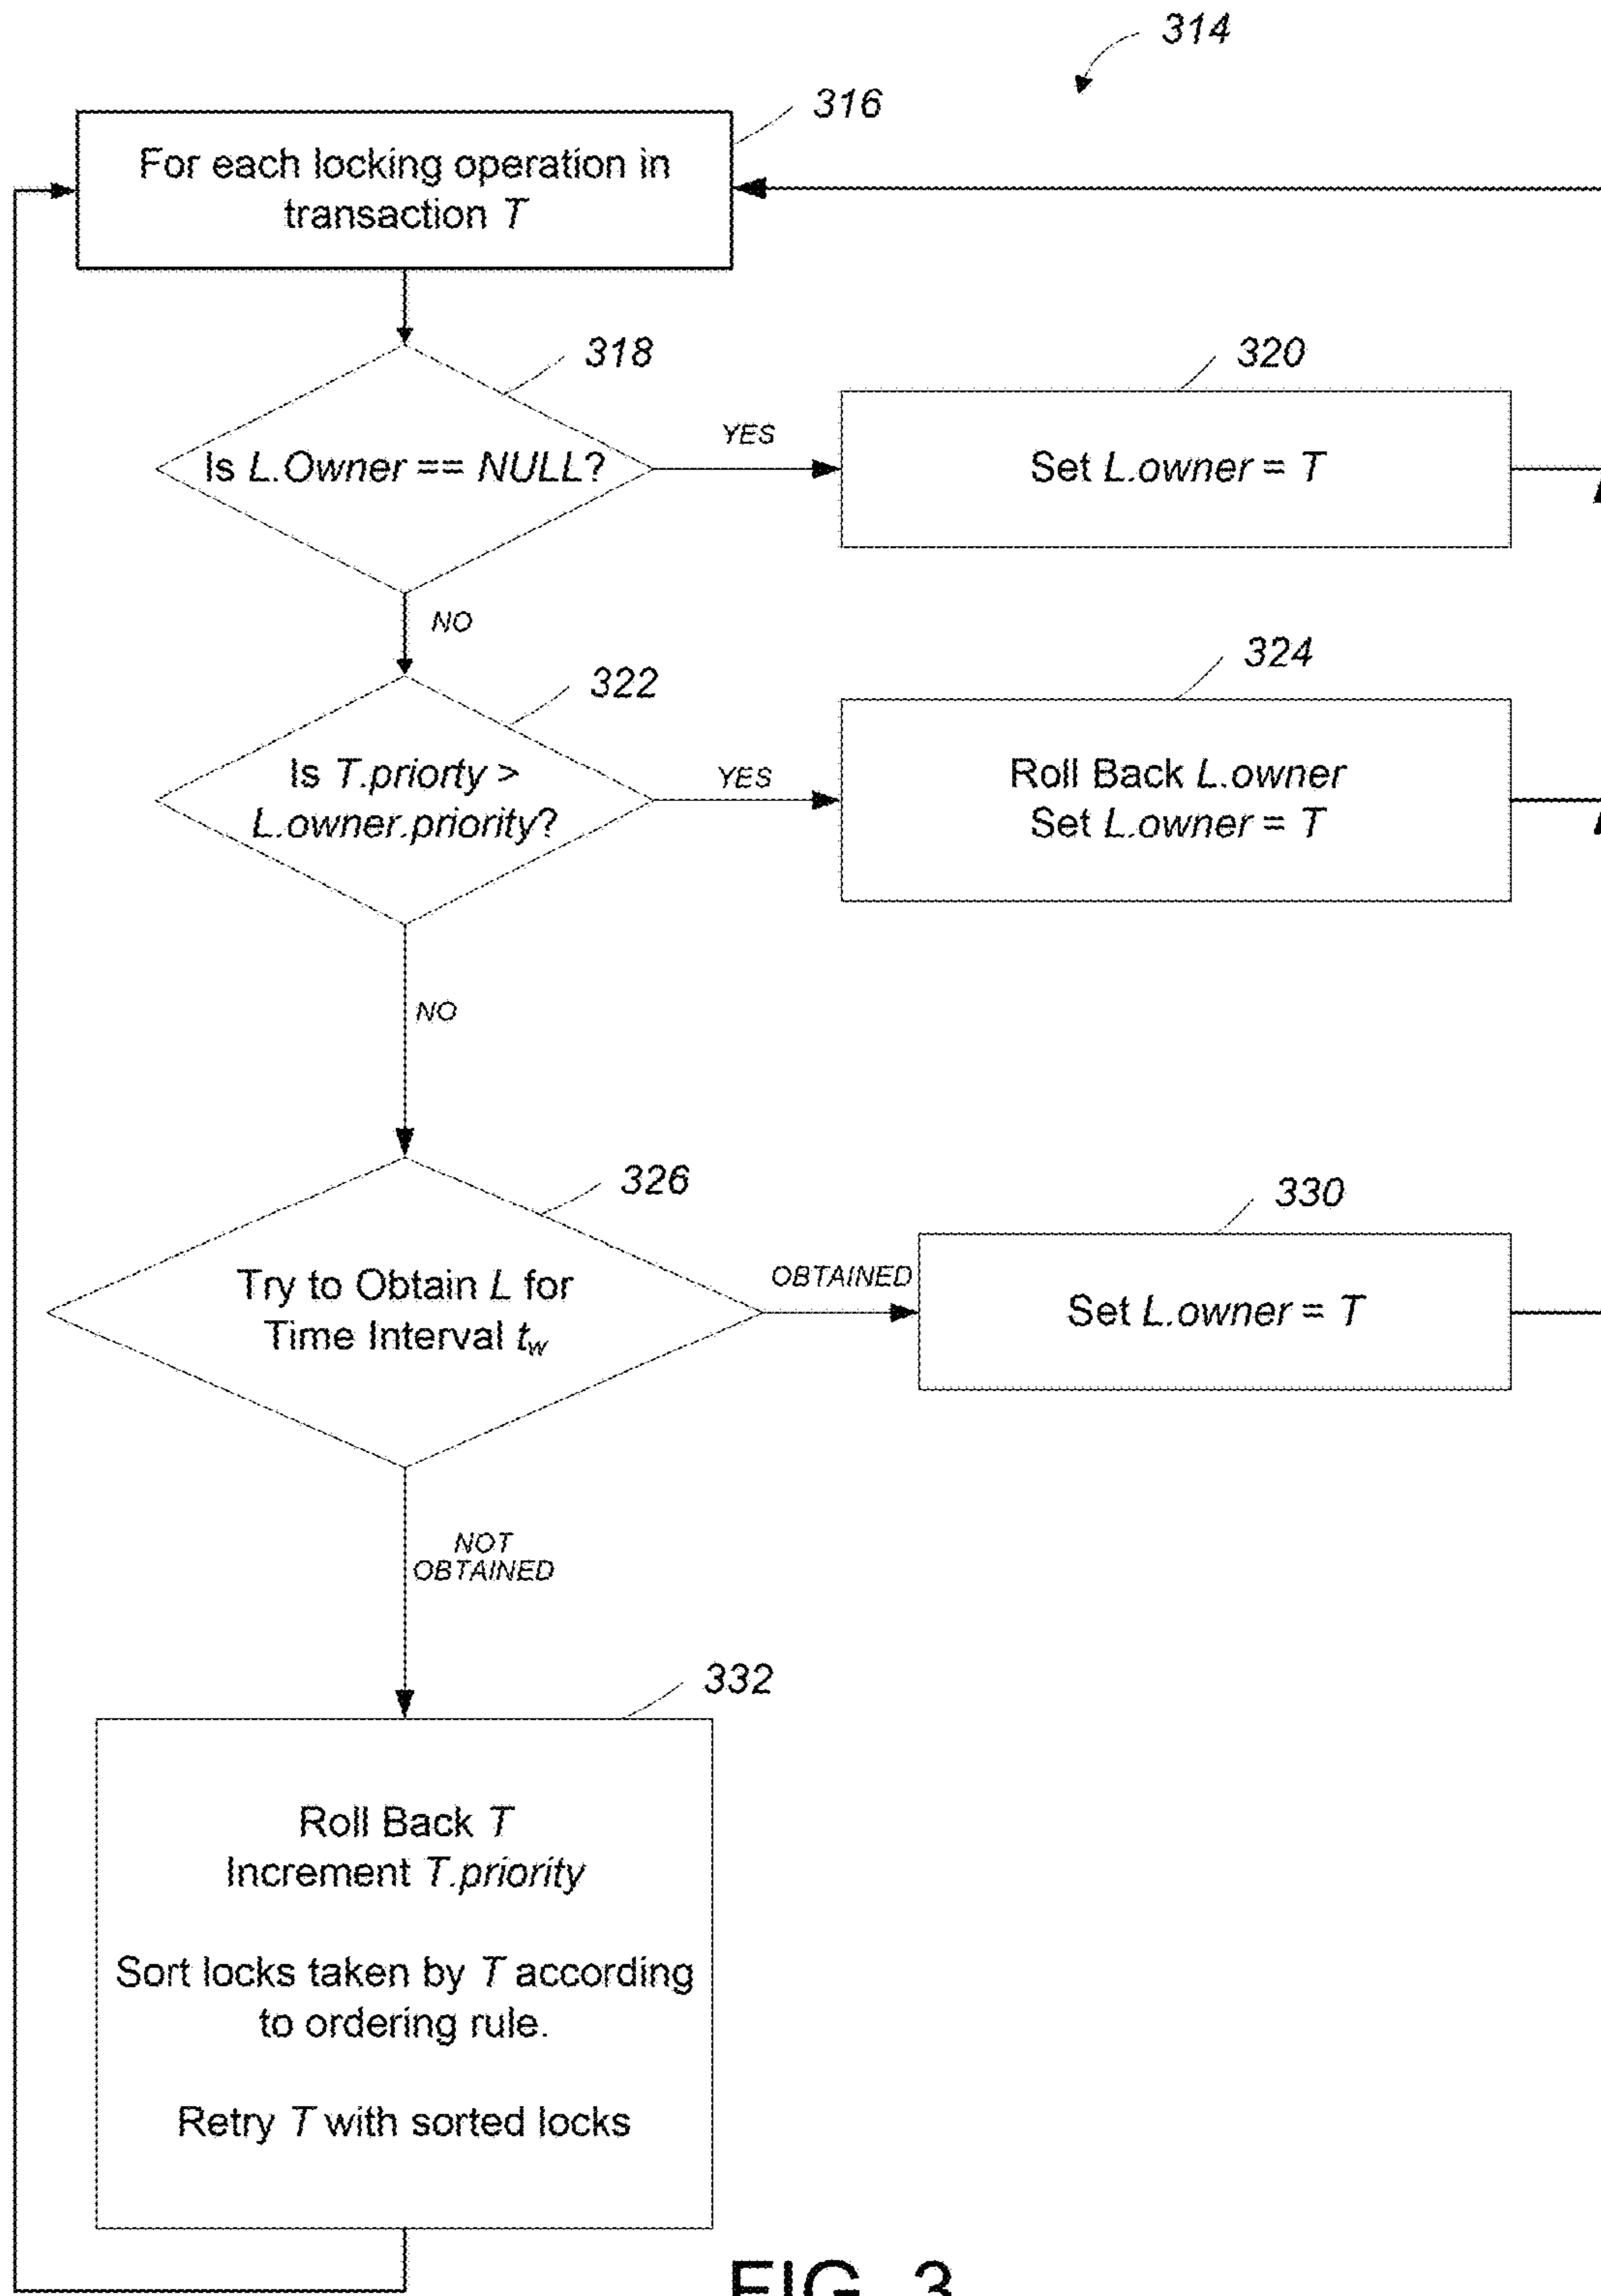 314
316
For each locking operation in
transaction T
318
Is L.Owner == NULL?
YES
320
Set L.owner = T
NO
322
Is T.priorty >
L.owner.priority?
YES
324
Roll Back L.owner
Set L.owner = T
NO
326
Try to Obtain L for
Time Interval tw
OBTAINED
330
Set L.owner = T
NOT
OBTAINED
332
Roll Back T
Increment T.priority
Sort locks taken by T according
to ordering rule.
Retry T with sorted locks
FIG. 3